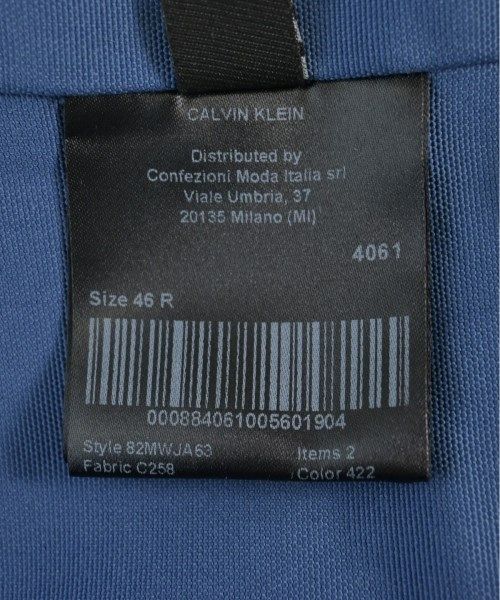 CALVIN KLEIN
Distributed by
Confezioni Moda Italia srl
Viale Umbria, 37
20135 Milano (MI)
4061
Size 46 R
000884061005601904
Style 82MWJA63 Items 2
Fabric C258 Color 422